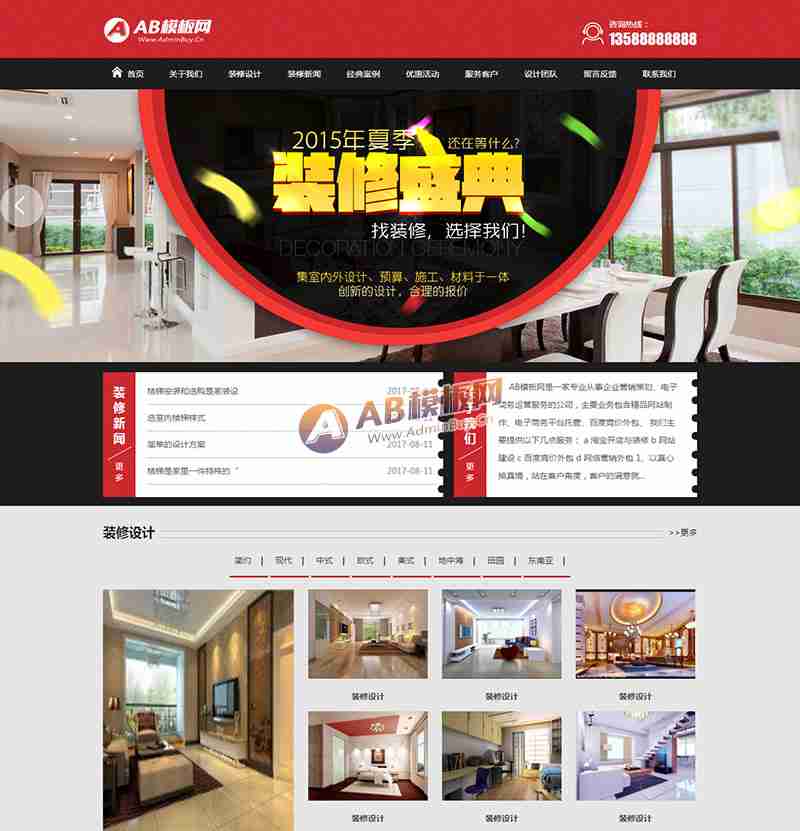 AB模板网
Www.AdminBuy.Cn
咨询热线：
13588888888
首页
关于我们
装修设计
装修新闻
经典案例
优惠活动
服务客户
设计团队
留言反馈
联系我们
2015年夏季
还在等什么?
装修盛典
找装修，选择我们!
DECORATION CEREMONY
集室内外设计、预算、施工、材料于一体
创新的设计，合理的报价
装修新闻
更多
楼梯安源和选购是家装设
2017-
适室内楼梯样式
简单的设计方案
2017-08-11
楼梯是家里一件特殊的“
2017-08-11
AB模板网
Www.AdminBuy.Cn
我们
更多
AB模板网是一家专业从事企业营销策划、电子
商务运营服务的公司，主要业务包含精品网站制
作、电子商务平台托管、百度竞价外包、我们主
要提供以下几点服务：a 淘宝开店与装修 b 网站
建设 c 百度竞价外包 d 网络营销外包 1、以真心
换真情，站在客户角度，客户的满意就...
装修设计
>>更多
简约 | 现代 | 中式 | 欧式 | 美式 | 地中海 | 田园 | 东南亚 |
装修设计
装修设计
装修设计
装修设计
装修设计
装修设计